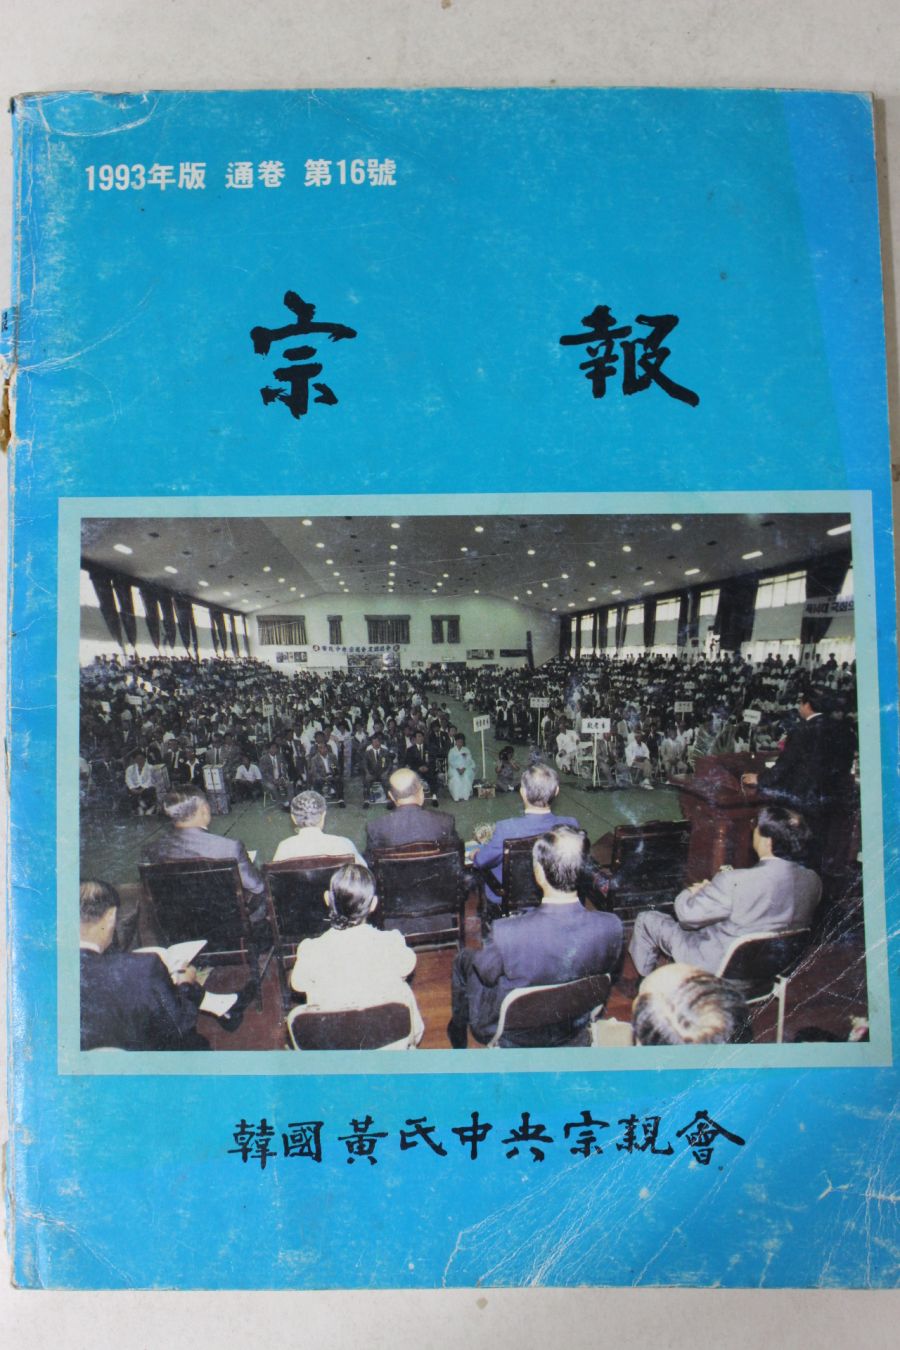 1993年版 通卷 第16號
宗報
韓國黃氏中央宗親會